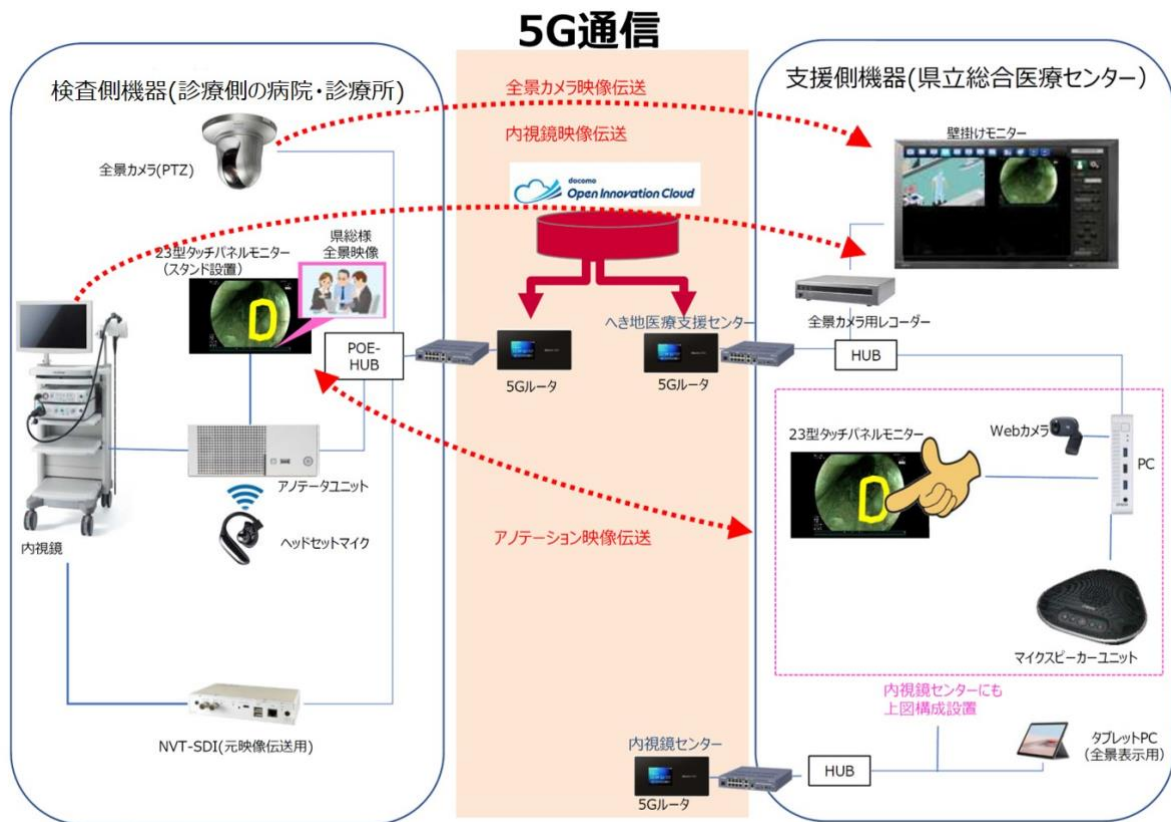 5G通信
検査側機器(診療側の病院・診療所)
全景カメラ(PTZ)
23型タッチパネルモニター
(スタンド設置)
県総様
全景映像
POE-
HUB
アノテータユニット
ヘッドセットマイク
内視鏡
NVT-SDI(元映像伝送用)
全景カメラ映像伝送
内視鏡映像伝送
docomo
Open Innovation Cloud
5Gルータ
へき地医療支援センター
5Gルータ
アノテーション映像伝送
内視鏡センター
5Gルータ
支援側機器(県立総合医療センター)
壁掛けモニター
全景カメラ用レコーダー
HUB
23型タッチパネルモニター
Webカメラ
PC
マイクスピーカーユニット
内視鏡センターにも
上図構成設置
HUB
タブレットPC
(全景表示用)